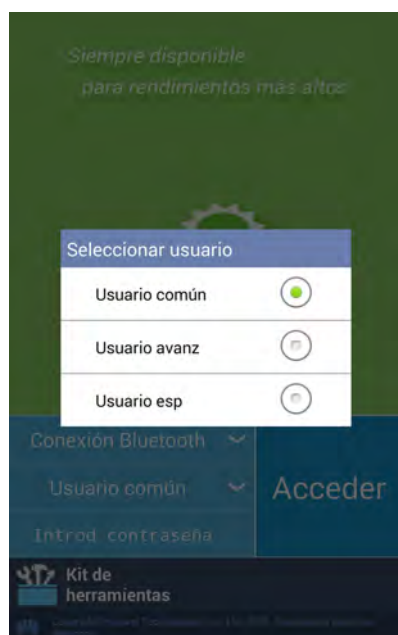 Siempre disponible
para rendimientos más altos
Seleccionar usuario
Usuario común
Usuario avanz
Usuario esp
Conexión Bluetooth
Usuario común
Acceder
Introd contraseña
Kit de
herramientas